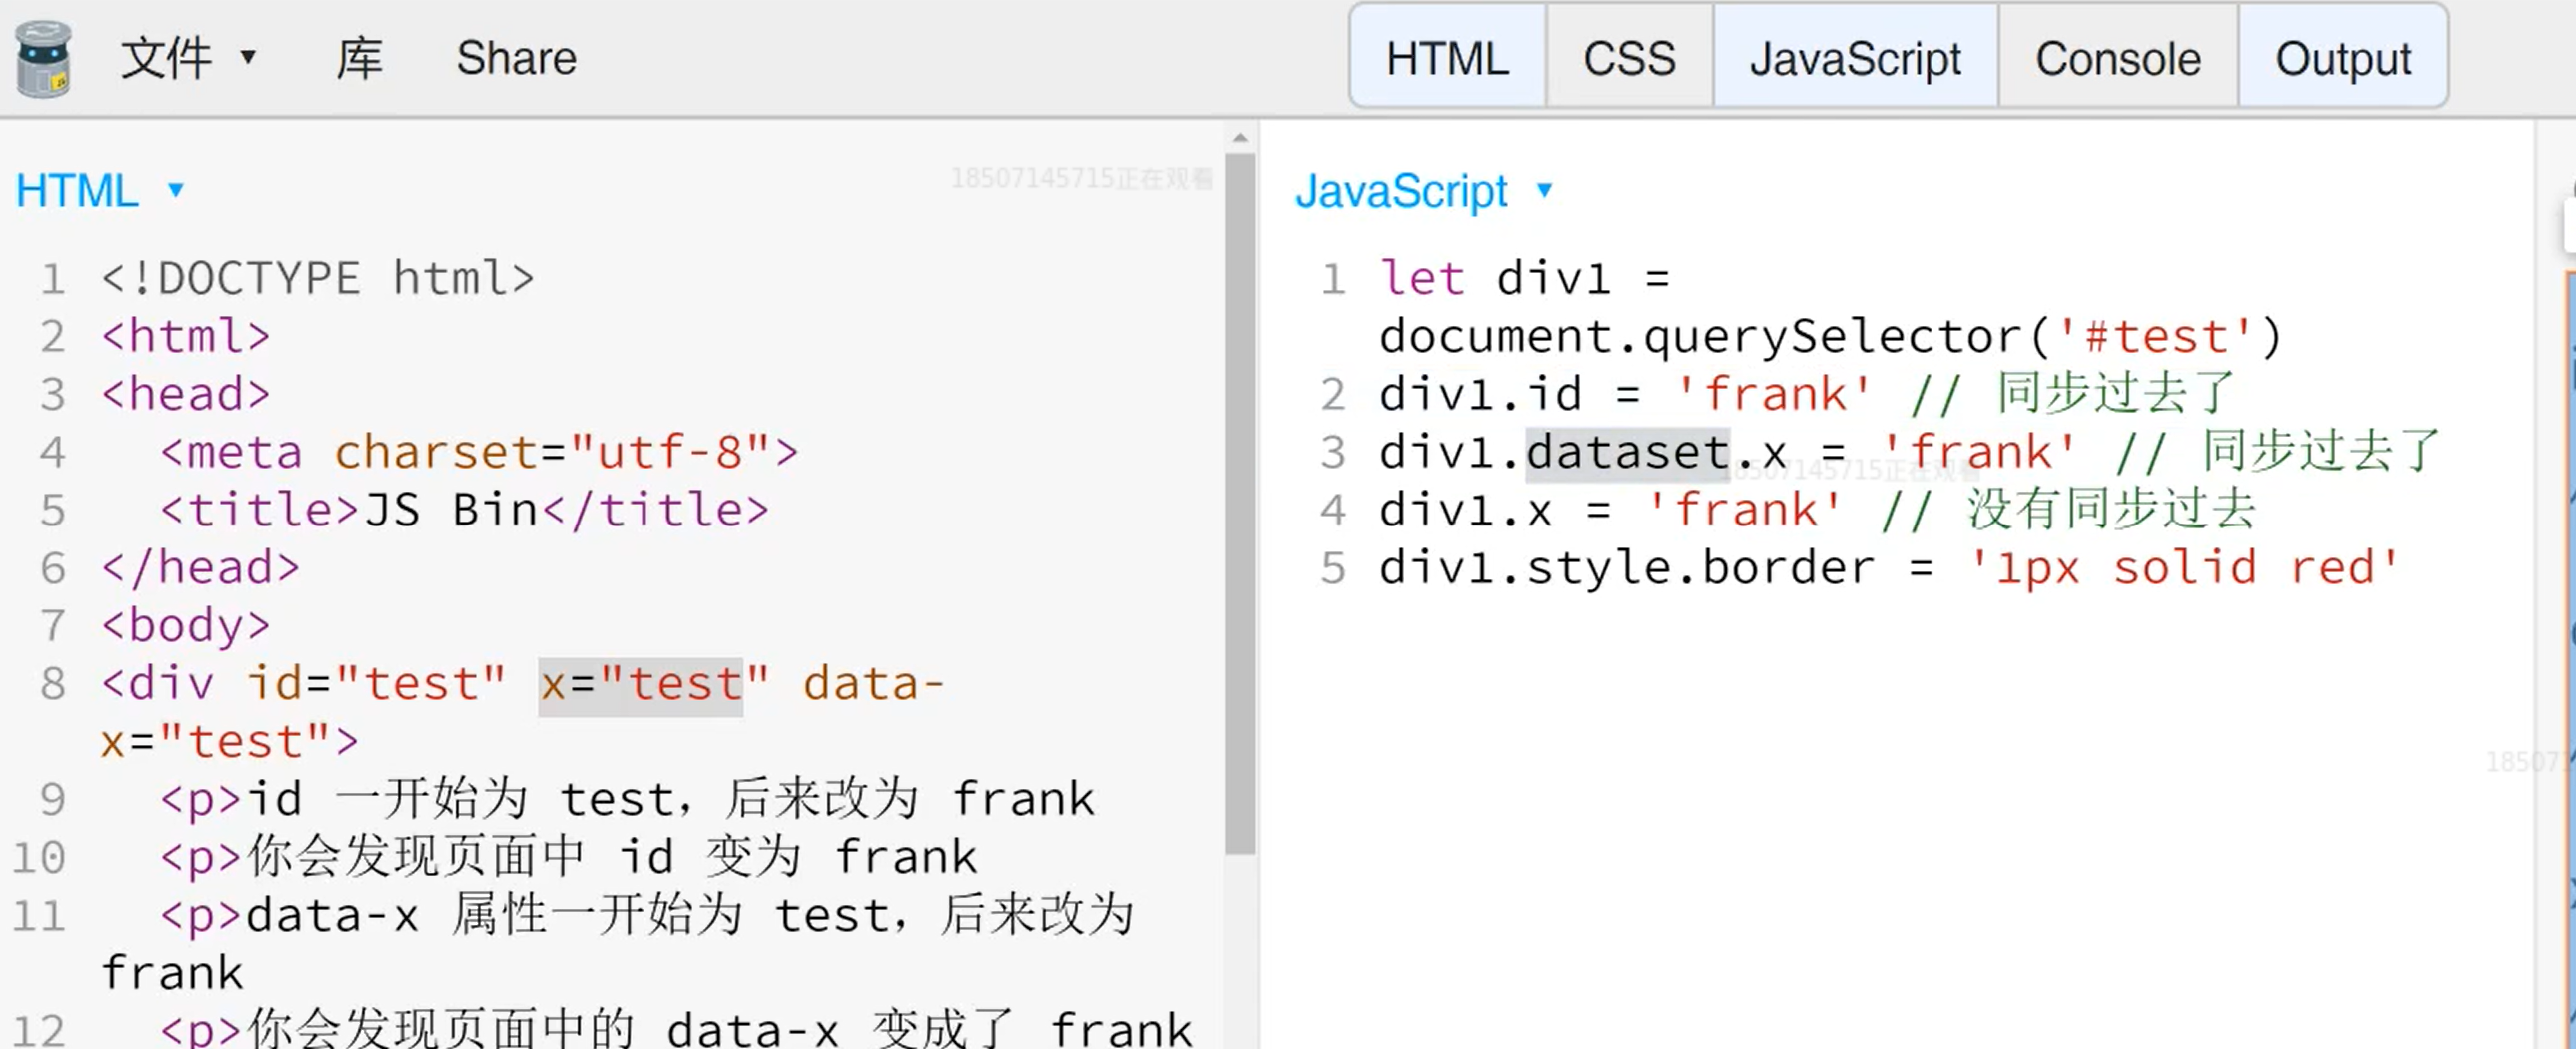 文件 ▼ 库 Share HTML CSS JavaScript Console Output
HTML ▼
18507145715正在观看
1 <!DOCTYPE html>
2 <html>
3 <head>
4 <meta charset="utf-8">
5 <title>JS Bin</title>
6 </head>
7 <body>
8 <div id="test" x="test" data-
x="test">
9 <p>id 一开始为 test，后来改为 frank
10 <p>你会发现页面中 id 变为 frank
11 <p>data-x 属性一开始为 test，后来改为
frank
12 <p>你会发现页面中的 data-x 变成了 frank
JavaScript ▼
1 let div1 =
document.querySelector('#test')
2 div1.id = 'frank' // 同步过去了
3 div1.dataset.x = 'frank' // 同步过去了
18507145715正在观看
4 div1.x = 'frank' // 没有同步过去
5 div1.style.border = '1px solid red'
18507